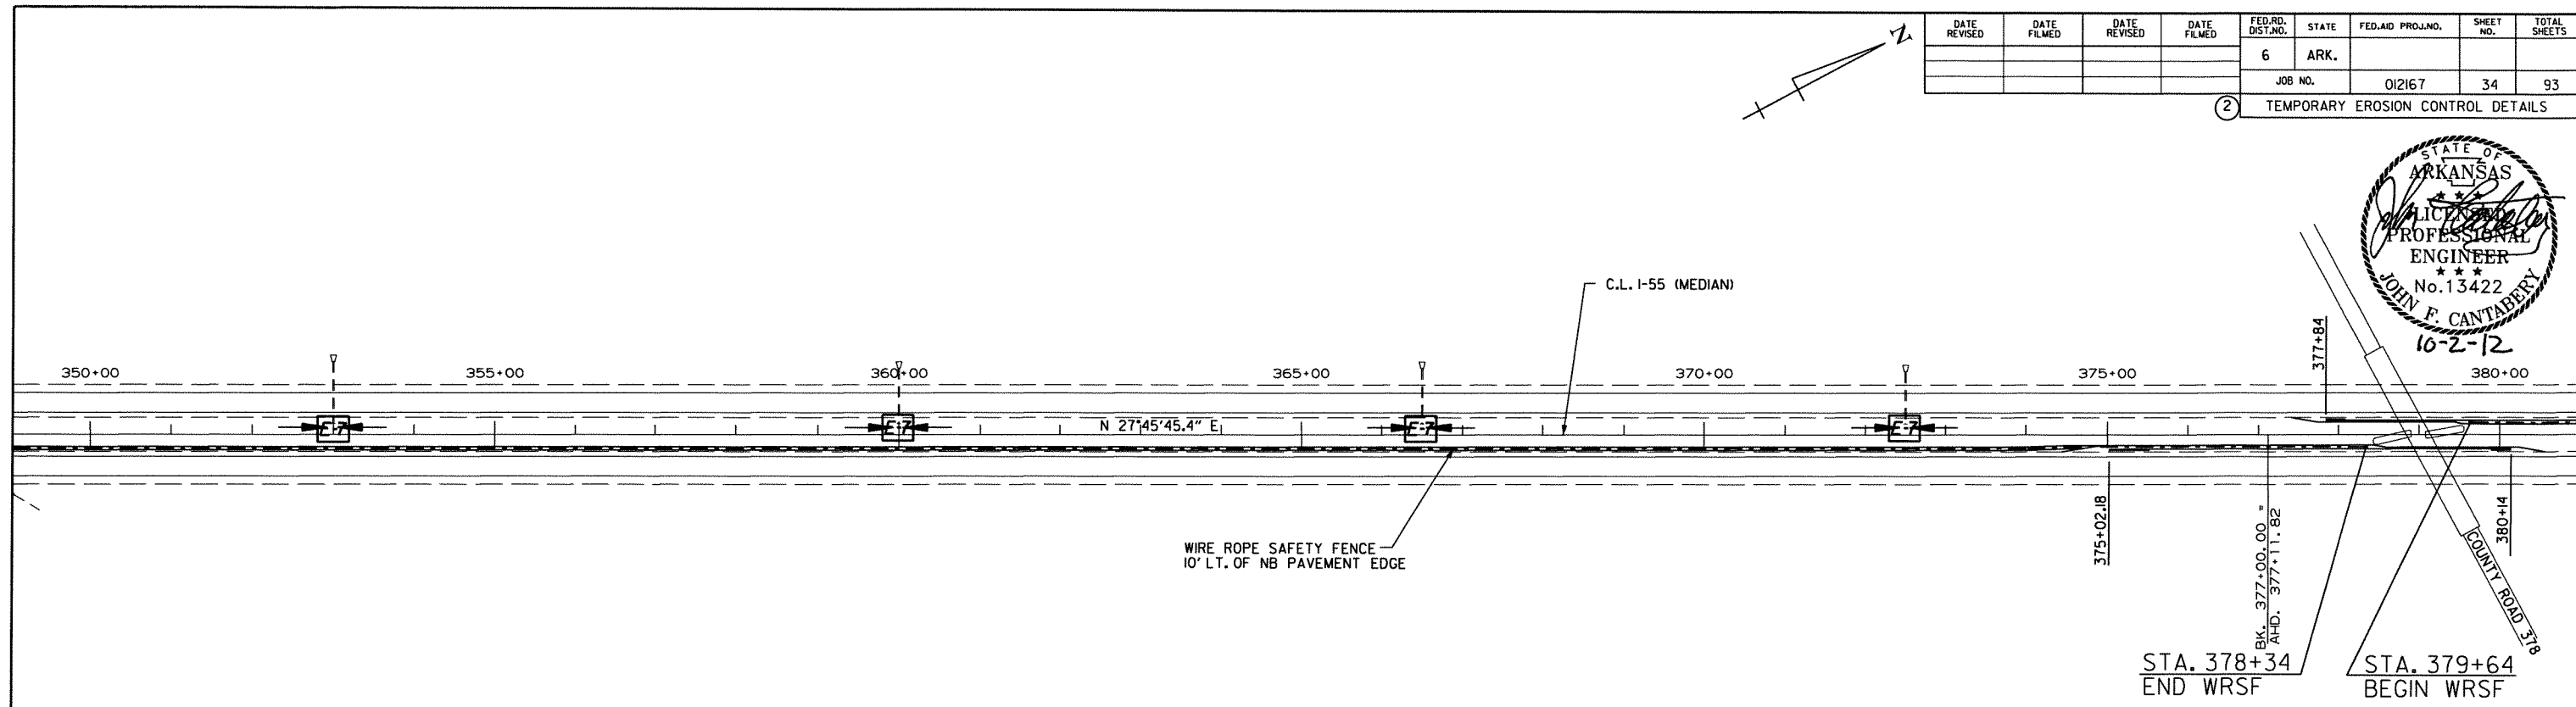 DATE REVISED
DATE FILMED
DATE REVISED
DATE FILMED
FED.RD. DIST.NO.
STATE
FED.AID PROJ.NO.
SHEET NO.
TOTAL SHEETS
6
ARK.
JOB NO.
012167
34
93
2
TEMPORARY EROSION CONTROL DETAILS
N
STATE OF
ARKANSAS
LICENSED
PROFESSIONAL
ENGINEER
No.13422
JOHN F. CANTABERY
10-2-12
C.L. I-55 (MEDIAN)
377+84
350+00
355+00
360+00
365+00
370+00
375+00
380+00
E-7
E-7
N 27°45'45.4" E
E-7
E-7
WIRE ROPE SAFETY FENCE
10' LT. OF NB PAVEMENT EDGE
375+02.18
BK. 377+00.00 =
AHD. 377+11.82
380+14
COUNTY ROAD 378
STA. 378+34
END WRSF
STA. 379+64
BEGIN WRSF